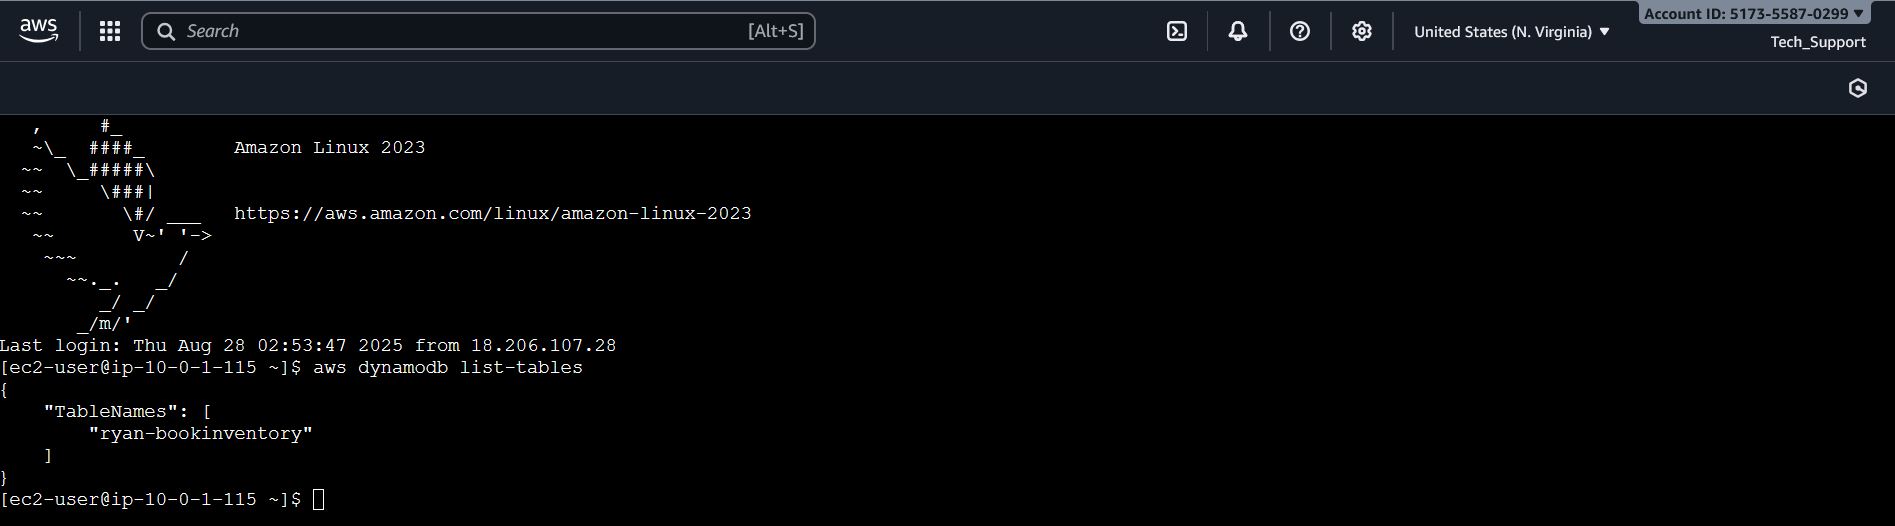 aws
Search [Alt+S]
United States (N. Virginia) ▼
Account ID: 5173-5587-0299 ▼
Tech_Support
   ,     #_
   ~\_  ####_        Amazon Linux 2023
  ~~  \_#####\
  ~~     \###|
  ~~       \#/ ___   https://aws.amazon.com/linux/amazon-linux-2023
   ~~       V~' '->
    ~~~         /
      ~~._.   _/
         _/ _/
       _/m/'
Last login: Thu Aug 28 02:53:47 2025 from 18.206.107.28
[ec2-user@ip-10-0-1-115 ~]$ aws dynamodb list-tables
{
    "TableNames": [
        "ryan-bookinventory"
    ]
}
[ec2-user@ip-10-0-1-115 ~]$